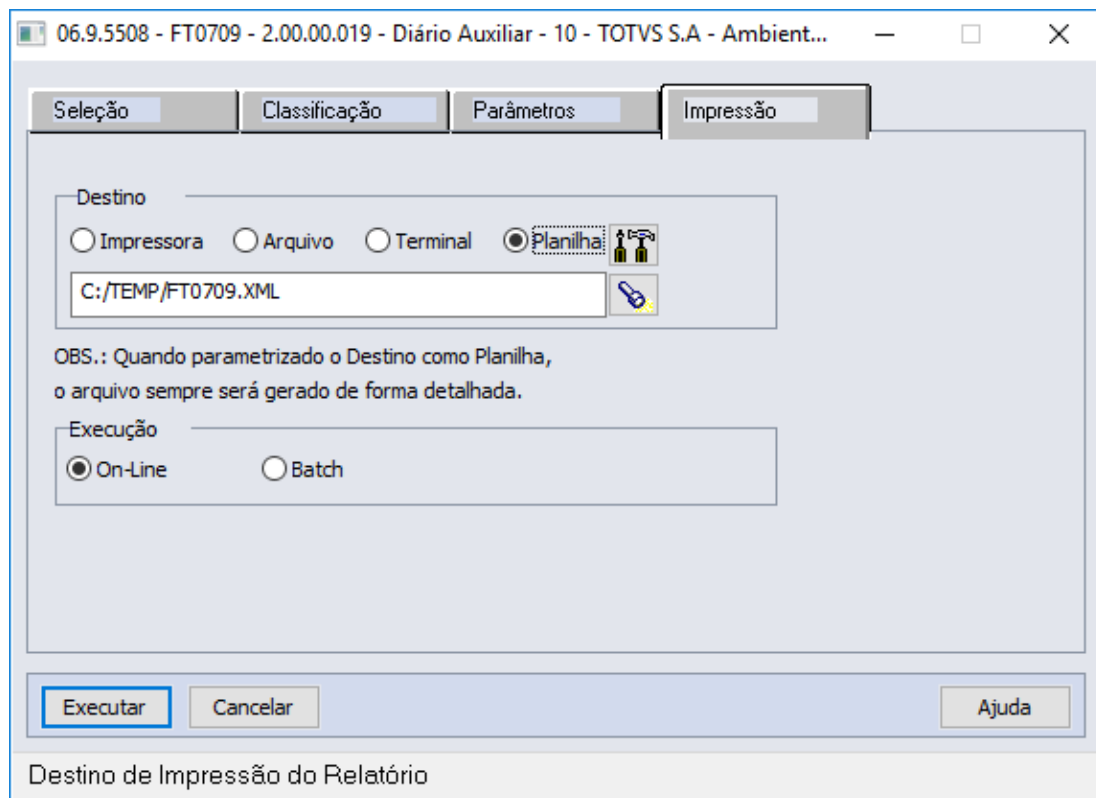 06.9.5508 - FT0709 - 2.00.00.019 - Diário Auxiliar - 10 - TOTVS S.A - Ambient...
Seleção Classificação Parâmetros Impressão
Destino
Impressora Arquivo Terminal Planilha
C:/TEMP/FT0709.XML
OBS.: Quando parametrizado o Destino como Planilha,
o arquivo sempre será gerado de forma detalhada.
Execução
On-Line Batch
Executar Cancelar Ajuda
Destino de Impressão do Relatório